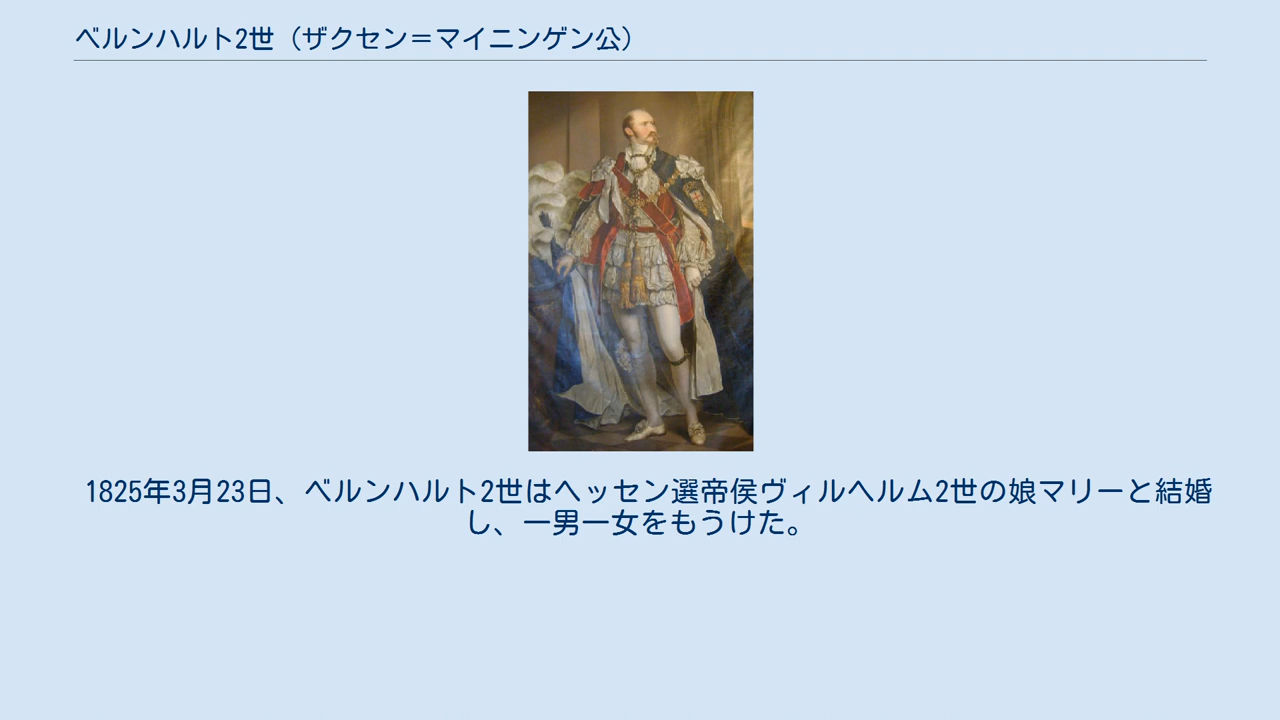 ベルンハルト2世（ザクセン＝マイニンゲン公）
1825年3月23日、ベルンハルト2世はヘッセン選帝侯ヴィルヘルム2世の娘マリーと結婚
し、一男一女をもうけた。